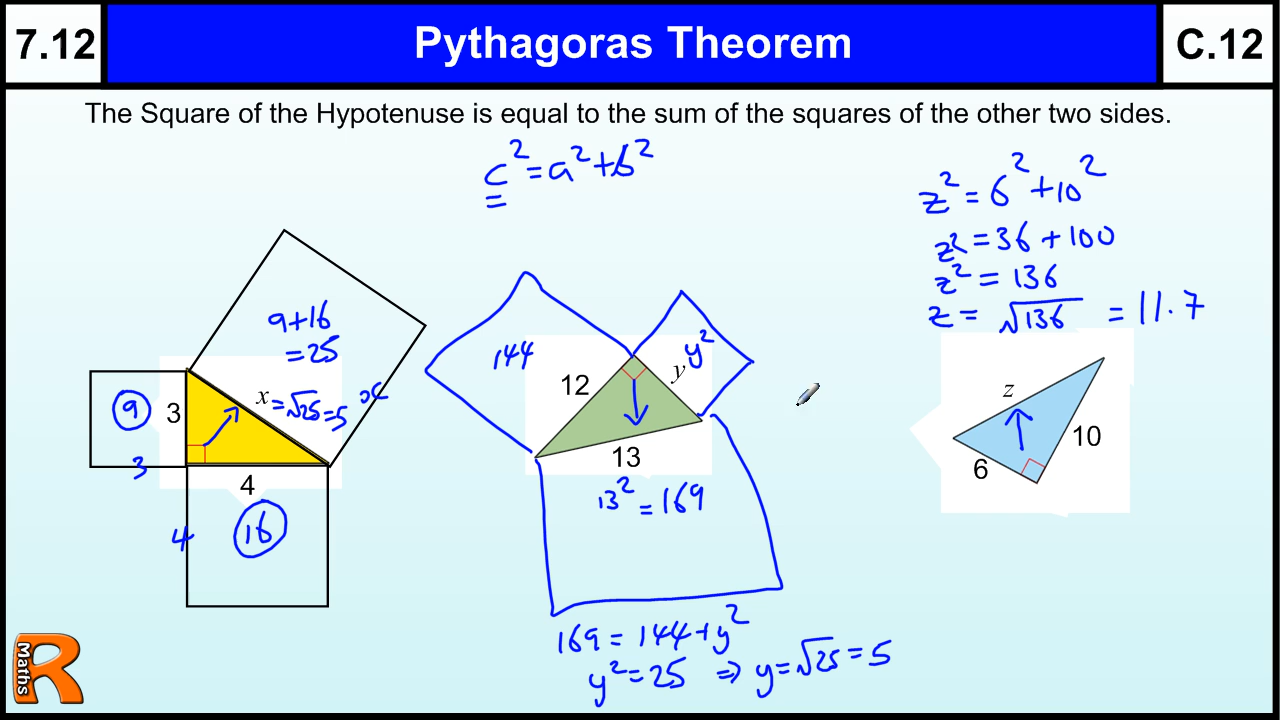 7.12
Pythagoras Theorem
C.12
The Square of the Hypotenuse is equal to the sum of the squares of the other two sides.
c² = a² + b²
9+16
= 25
9
3
x = √25 = 5
x
3
4
4
16
144
y²
12
y
13
13² = 169
169 = 144 + y²
y² = 25 ⇒ y = √25 = 5
z² = 6² + 10²
z² = 36 + 100
z² = 136
z = √136 = 11.7
z
10
6
R
Maths